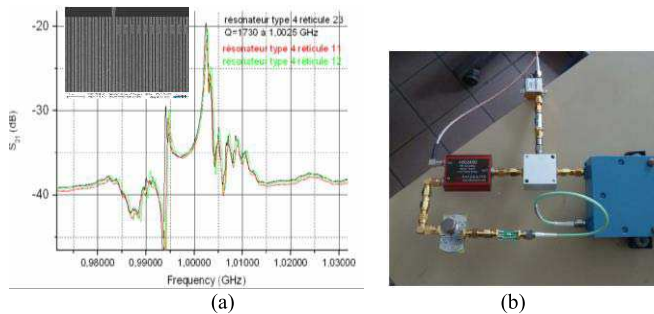 résonateur type 4 réticule 23
Q=1730 à 1,0025 GHz
résonateur type 4 réticule 11
résonateur type 4 réticule 12
-20
-30
-40
S21 (dB)
0,98000 0,99000 1,00000 1,01000 1,02000 1,03000
Frequency (GHz)
(a) (b)